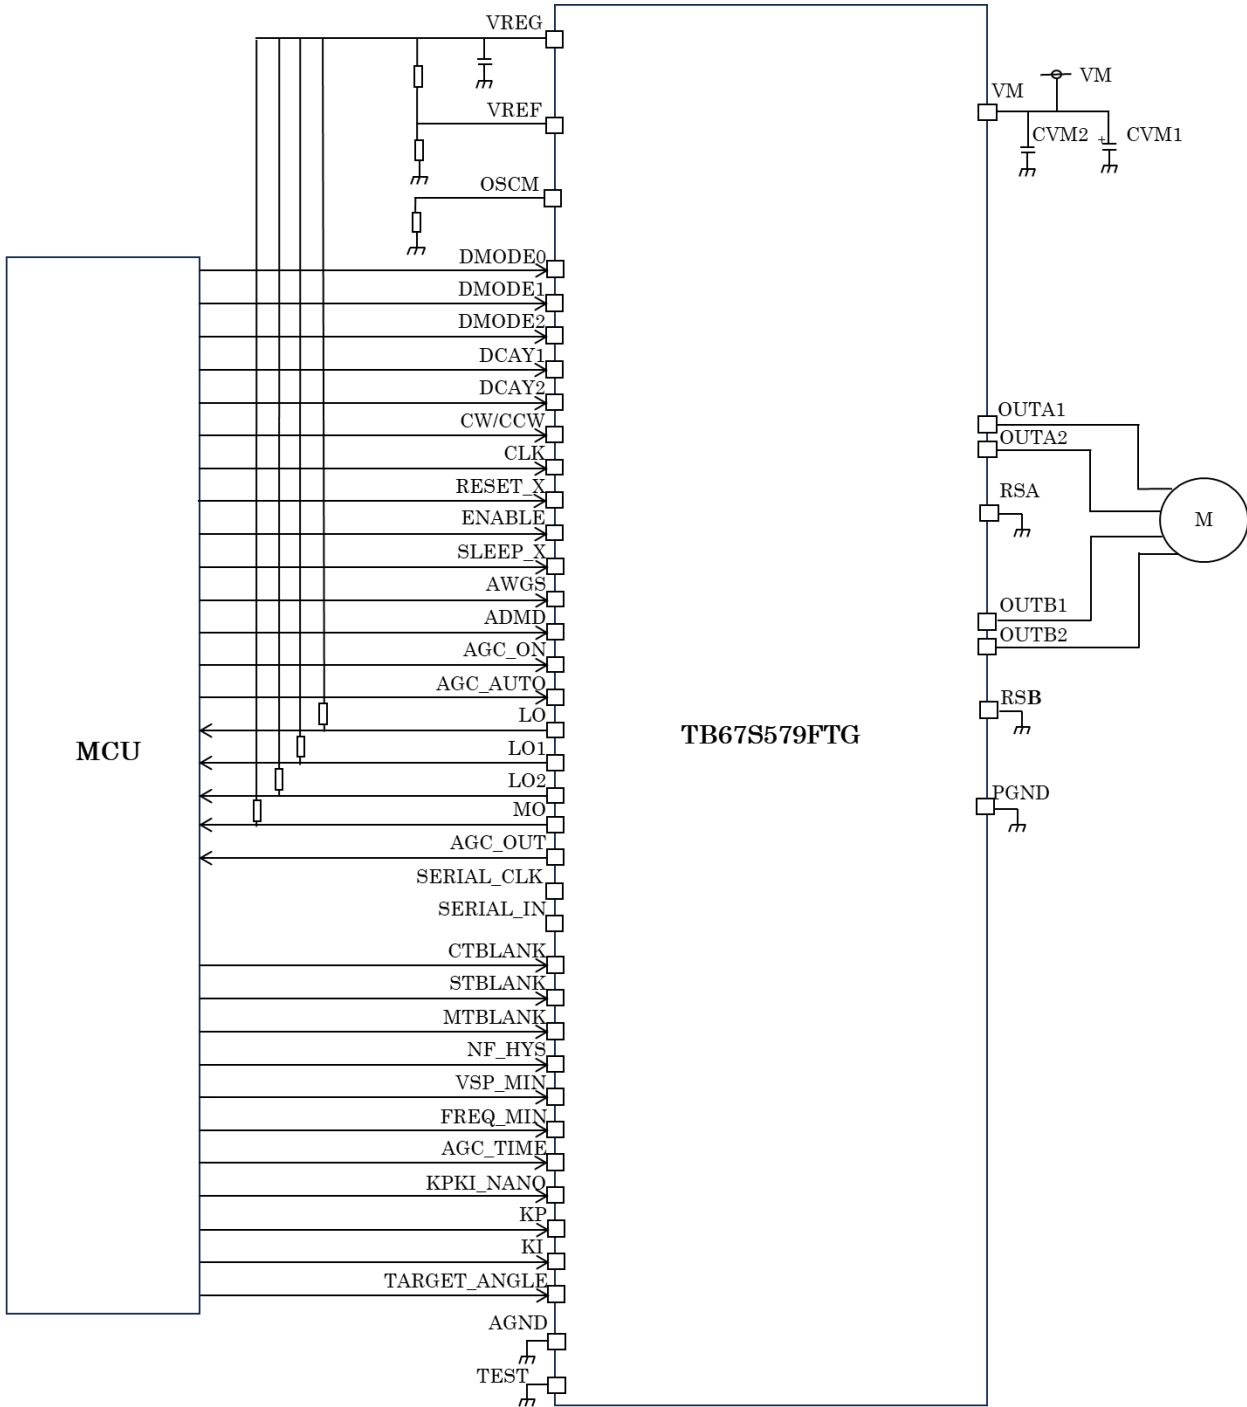 VREG
VM
VM
VREF
CVM2
+
CVM1
OSCM
DMODE0
DMODE1
DMODE2
DCAY1
DCAY2
CW/CCW
CLK
RESET_X
ENABLE
SLEEP_X
AWGS
ADMD
AGC_ON
AGC_AUTO
LO
LO1
LO2
MO
AGC_OUT
SERIAL_CLK
SERIAL_IN
CTBLANK
STBLANK
MTBLANK
NF_HYS
VSP_MIN
FREQ_MIN
AGC_TIME
KPKI_NANO
KP
KI
TARGET_ANGLE
AGND
TEST
MCU
TB67S579FTG
OUTA1
OUTA2
RSA
M
OUTB1
OUTB2
RSB
PGND